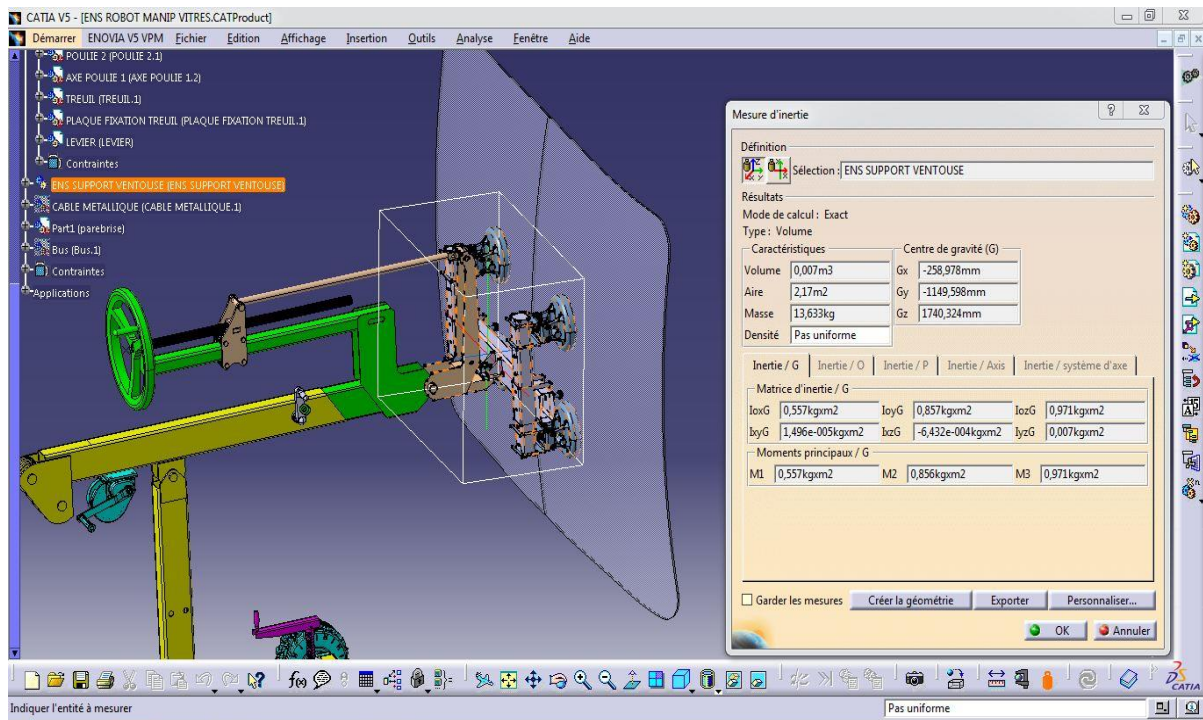 CATIA V5 - [ENS ROBOT MANIP VITRES.CATProduct]
Démarrer ENOVIA V5 VPM Fichier Edition Affichage Insertion Outils Analyse Fenêtre Aide
POULIE 2 (POULIE 2.1)
AXE POULIE 1 (AXE POULIE 1.2)
TREUIL (TREUIL.1)
PLAQUE FIXATION TREUIL (PLAQUE FIXATION TREUIL.1)
LEVIER (LEVIER)
Contraintes
ENS SUPPORT VENTOUSE (ENS SUPPORT VENTOUSE)
CABLE METALLIQUE (CABLE METALLIQUE.1)
Part1 (parebrise)
Bus (Bus.1)
Contraintes
Applications
Mesure d'inertie
Définition
Sélection : ENS SUPPORT VENTOUSE
Résultats
Mode de calcul : Exact
Type : Volume
Caractéristiques Centre de gravité (G)
Volume 0,007m3 Gx -258,978mm
Aire 2,17m2 Gy -1149,598mm
Masse 13,633kg Gz 1740,324mm
Densité Pas uniforme
Inertie / G Inertie / O Inertie / P Inertie / Axis Inertie / système d'axe
Matrice d'inertie / G
IoxG 0,557kgxm2 IoyG 0,857kgxm2 IozG 0,971kgxm2
IxyG 1,496e-005kgxm2 IxzG -6,432e-004kgxm2 IyzG 0,007kgxm2
Moments principaux / G
M1 0,557kgxm2 M2 0,856kgxm2 M3 0,971kgxm2
Garder les mesures Créer la géométrie Exporter Personnaliser...
OK Annuler
f(x)
CATIA
Indiquer l'entité à mesurer Pas uniforme